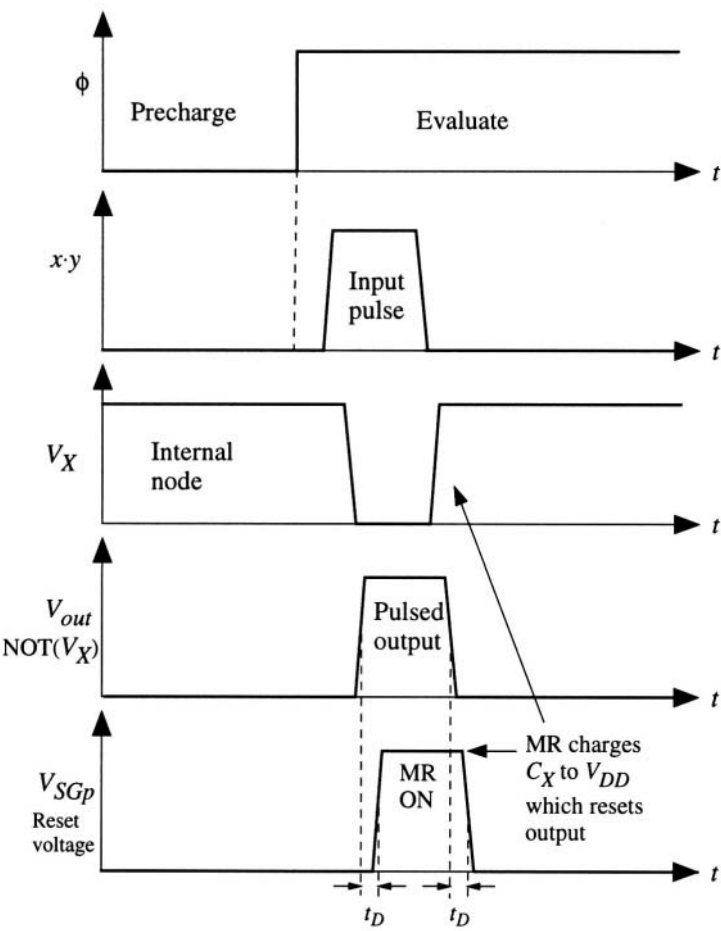 ϕ
Precharge
Evaluate
t
x·y
Input
pulse
t
V_X
Internal
node
t
V_out
NOT(V_X)
Pulsed
output
t
V_SGp
Reset
voltage
MR
ON
MR charges
C_X to V_DD
which resets
output
t
t_D
t_D